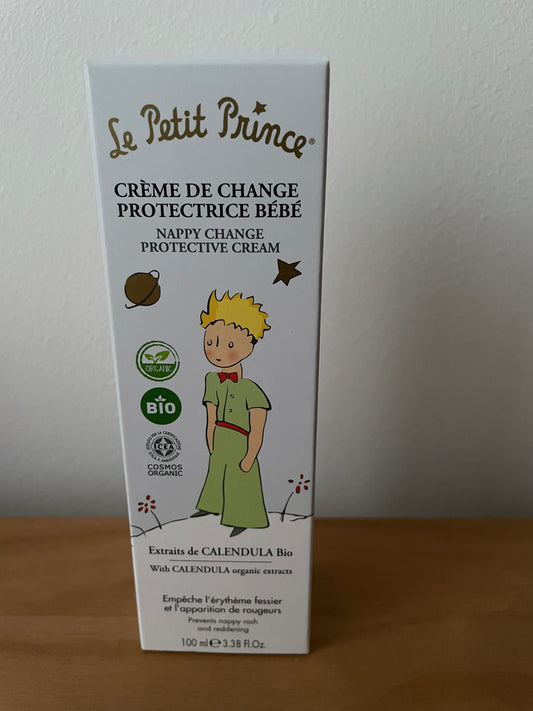 Le Petit Prince®
CRÈME DE CHANGE
PROTECTRICE BÉBÉ
NAPPY CHANGE
PROTECTIVE CREAM
ORGANIC
BIO
ICEA
COSMOS
ORGANIC
Extraits de CALENDULA Bio
With CALENDULA organic extracts
Empêche l'érythème fessier
et l'apparition de rougeurs
Prevents nappy rash
and reddening
100 ml ℮ 3.38 Fl.Oz.